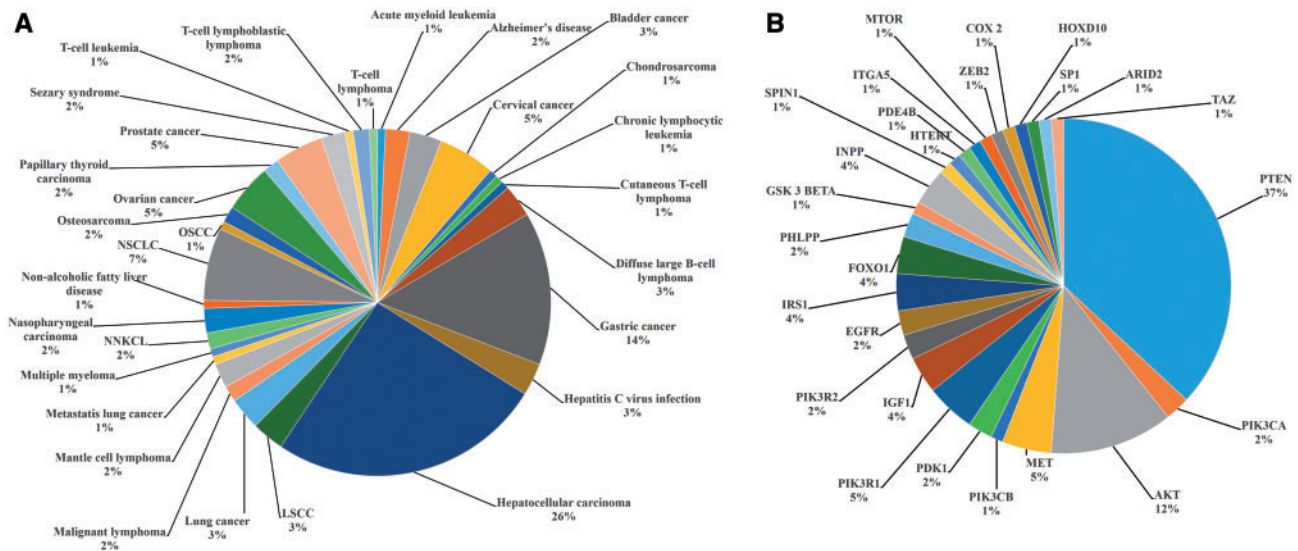 A
Acute myeloid leukemia
1%
Alzheimer's disease
2%
Bladder cancer
3%
Chondrosarcoma
1%
Cervical cancer
5%
Chronic lymphocytic
leukemia
1%
Cutaneous T-cell
lymphoma
1%
Diffuse large B-cell
lymphoma
3%
Gastric cancer
14%
Hepatitis C virus infection
3%
Hepatocellular carcinoma
26%
LSCC
3%
Lung cancer
3%
Malignant lymphoma
2%
Mantle cell lymphoma
2%
Metastatis lung cancer
1%
Multiple myeloma
1%
NNKCL
2%
Nasopharyngeal
carcinoma
2%
Non-alcoholic fatty liver
disease
1%
NSCLC
7%
OSCC
1%
Osteosarcoma
2%
Ovarian cancer
5%
Papillary thyroid
carcinoma
2%
Prostate cancer
5%
Sezary syndrome
2%
T-cell leukemia
1%
T-cell lymphoblastic
lymphoma
2%
T-cell
lymphoma
1%
B
PTEN
37%
PIK3CA
2%
AKT
12%
MET
5%
PIK3CB
1%
PDK1
2%
PIK3R1
5%
IGF1
4%
PIK3R2
2%
EGFR
2%
IRS1
4%
FOXO1
4%
PHLPP
2%
GSK 3 BETA
1%
INPP
4%
SPIN1
1%
HTERT
1%
PDE4B
1%
ITGA5
1%
MTOR
1%
ZEB2
1%
COX 2
1%
HOXD10
1%
SP1
1%
ARID2
1%
TAZ
1%